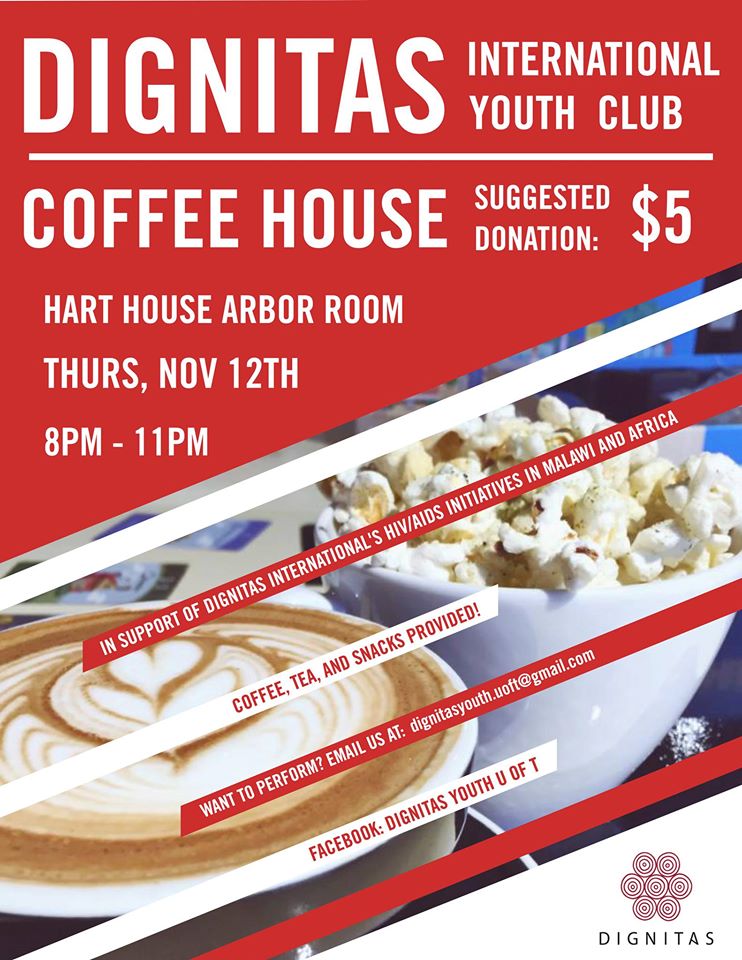 DIGNITAS INTERNATIONAL
YOUTH CLUB
COFFEE HOUSE SUGGESTED
DONATION: $5
HART HOUSE ARBOR ROOM
THURS, NOV 12TH
8PM - 11PM
IN SUPPORT OF DIGNITAS INTERNATIONAL'S HIV/AIDS INITIATIVES IN MALAWI AND AFRICA
COFFEE, TEA, AND SNACKS PROVIDED!
WANT TO PERFORM? EMAIL US AT: dignitasyouth.uoft@gmail.com
FACEBOOK: DIGNITAS YOUTH U OF T
DIGNITAS